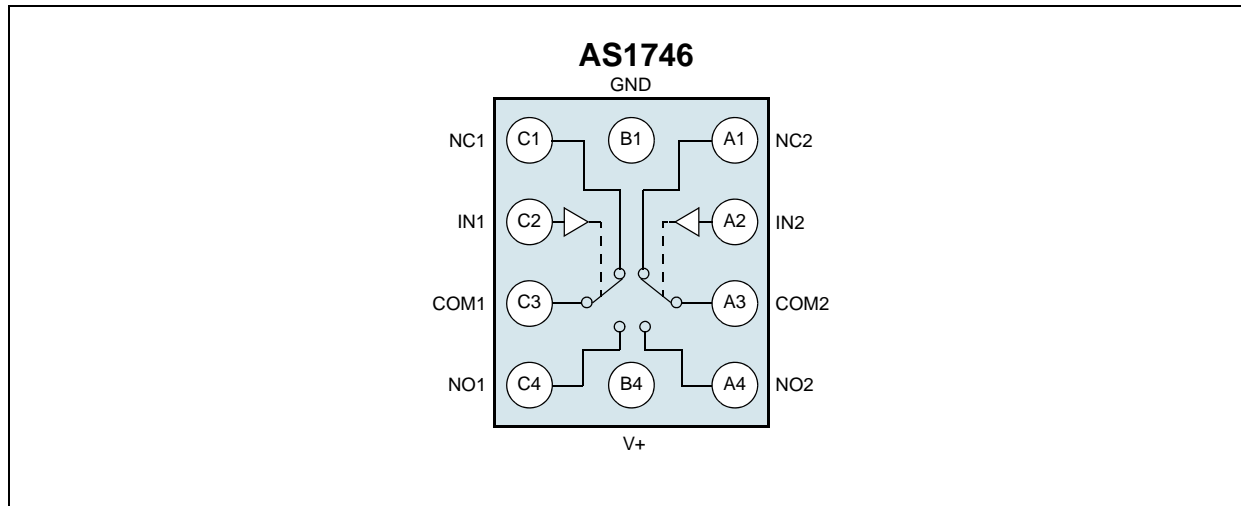 AS1746
GND
NC1 C1 B1 A1 NC2
IN1 C2 A2 IN2
COM1 C3 A3 COM2
NO1 C4 B4 A4 NO2
V+